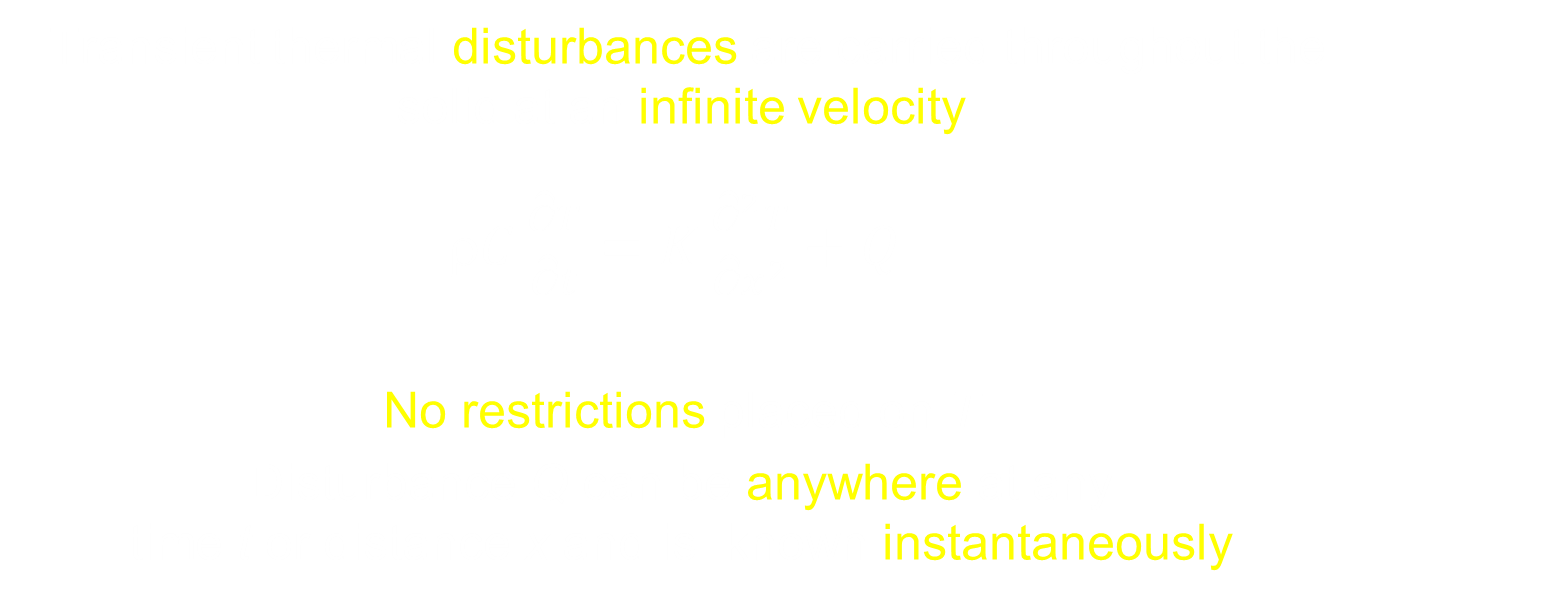 disturbances
infinite velocity
No restrictions
anywhere
instantaneously